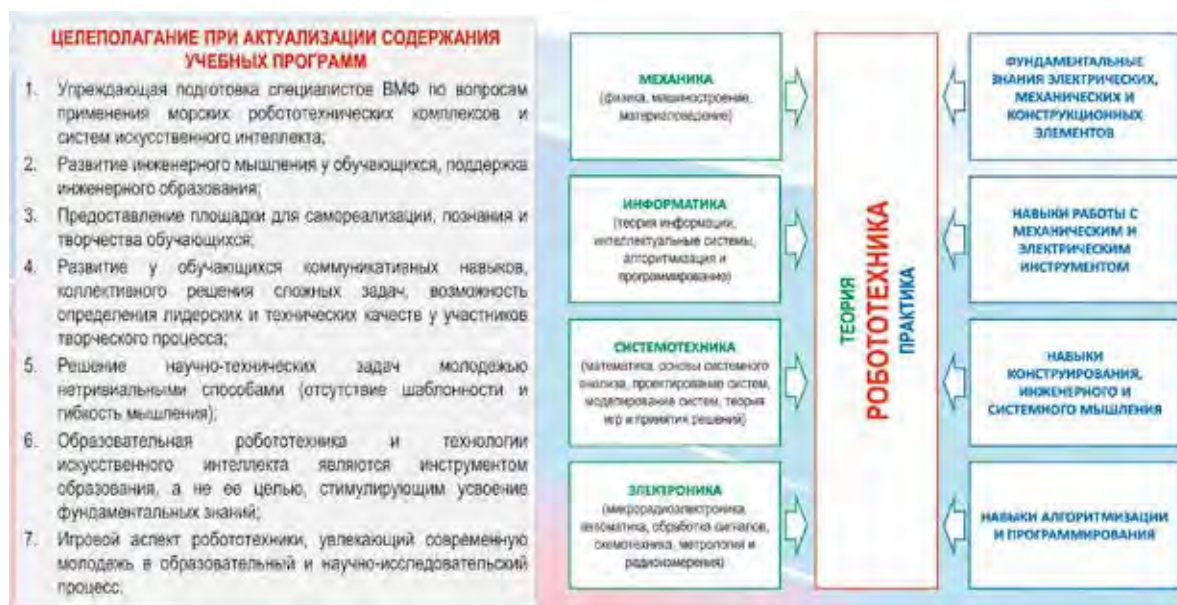 ЦЕЛЕПОЛАГАНИЕ ПРИ АКТУАЛИЗАЦИИ СОДЕРЖАНИЯ
УЧЕБНЫХ ПРОГРАММ
1. Упреждающая подготовка специалистов ВМФ по вопросам
применения морских робототехнических комплексов и
систем искусственного интеллекта;
2. Развитие инженерного мышления у обучающихся, поддержка
инженерного образования;
3. Предоставление площадки для самореализации, познания и
творчества обучающихся;
4. Развитие у обучающихся коммуникативных навыков,
коллективного решения сложных задач, возможность
определения лидерских и технических качеств у участников
творческого процесса;
5. Решение научно-технических задач молодежью
нетривиальными способами (отсутствие шаблонности и
гибкость мышления);
6. Образовательная робототехника и технологии
искусственного интеллекта являются инструментом
образования, а не ее целью, стимулирующим усвоение
фундаментальных знаний;
7. Игровой аспект робототехники, увлекающий современную
молодежь в образовательный и научно-исследовательский
процесс.
МЕХАНИКА
(физика, машиностроение,
материаловедение)
ИНФОРМАТИКА
(теория информации,
интеллектуальные системы,
алгоритмизация и
программирование)
СИСТЕМОТЕХНИКА
(математика, основы системного
анализа, проектирование систем,
моделирование систем, теория
игр и принятия решений)
ЭЛЕКТРОНИКА
(микрорадиоэлектроника,
автоматика, обработка сигналов,
схемотехника, метрология и
радиоизмерения)
ТЕОРИЯ
РОБОТОТЕХНИКА
ПРАКТИКА
ФУНДАМЕНТАЛЬНЫЕ
ЗНАНИЯ ЭЛЕКТРИЧЕСКИХ,
МЕХАНИЧЕСКИХ И
КОНСТРУКЦИОННЫХ
ЭЛЕМЕНТОВ
НАВЫКИ РАБОТЫ С
МЕХАНИЧЕСКИМ И
ЭЛЕКТРИЧЕСКИМ
ИНСТРУМЕНТОМ
НАВЫКИ
КОНСТРУИРОВАНИЯ,
ИНЖЕНЕРНОГО И
СИСТЕМНОГО МЫШЛЕНИЯ
НАВЫКИ АЛГОРИТМИЗАЦИИ
И ПРОГРАММИРОВАНИЯ